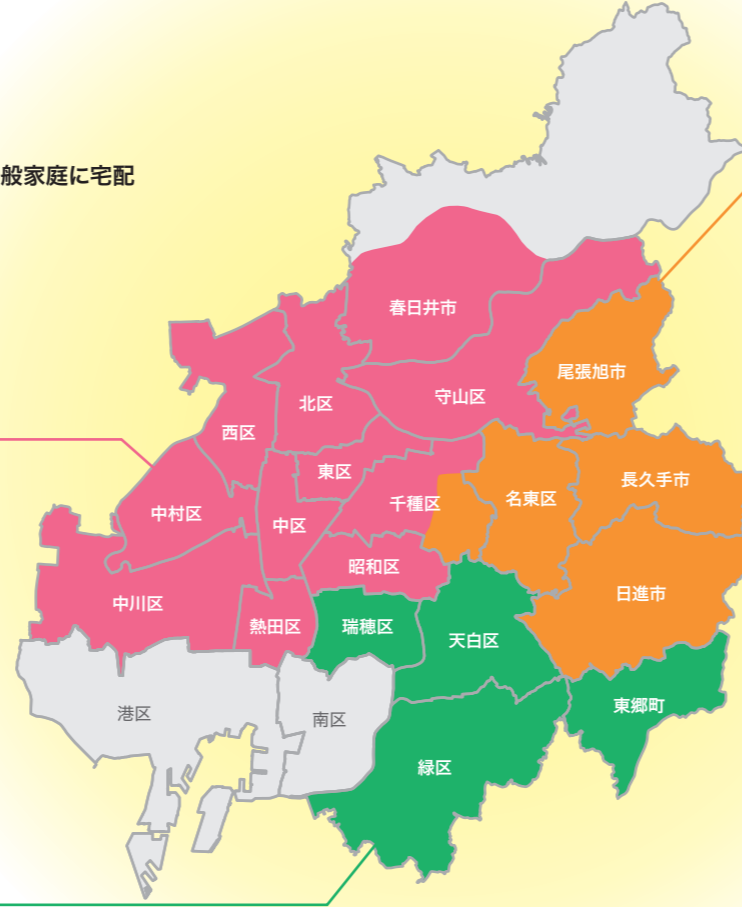 般家庭に宅配
春日井市
尾張旭市
守山区
北区
西区
東区
長久手市
名東区
千種区
中村区
中区
昭和区
日進市
中川区
熱田区
瑞穂区
天白区
東郷町
港区
南区
緑区